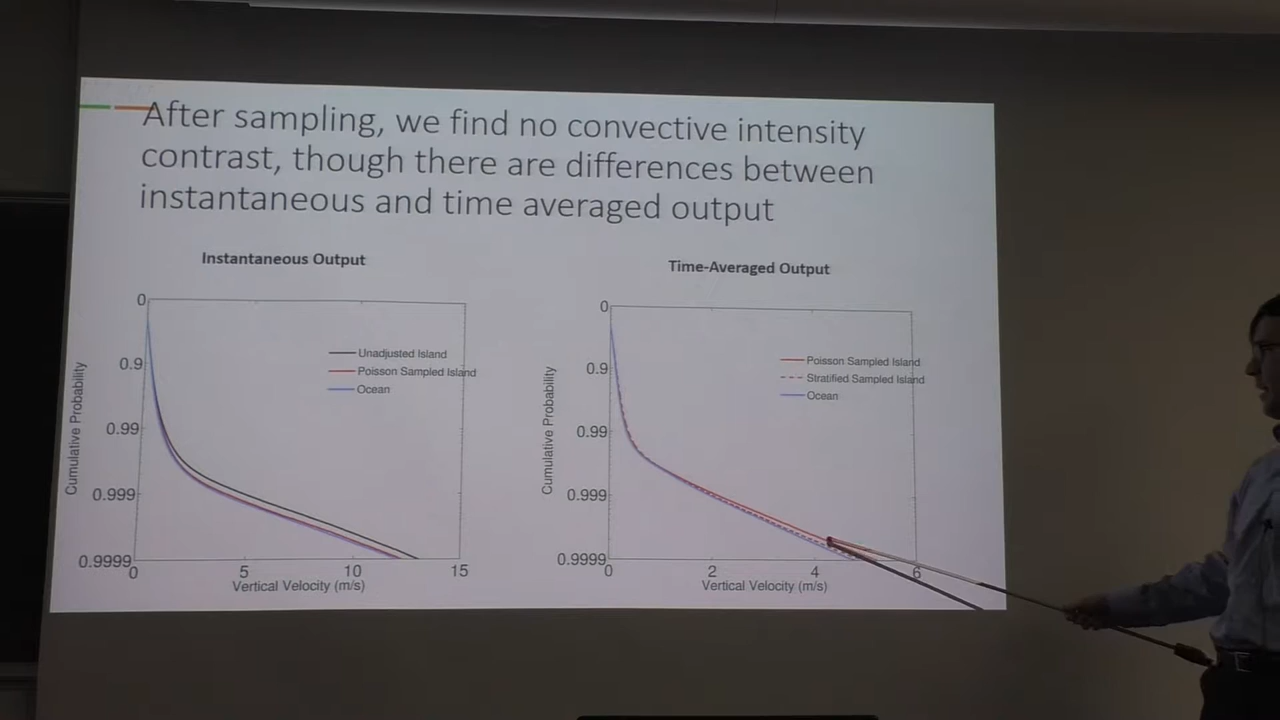 After sampling, we find no convective intensity
contrast, though there are differences between
instantaneous and time averaged output
Instantaneous Output
0
0.9
0.99
0.999
0.9999
Cumulative Probability
Unadjusted Island
Poisson Sampled Island
Ocean
0
5
10
15
Vertical Velocity (m/s)
Time-Averaged Output
0
0.9
0.99
0.999
0.9999
Cumulative Probability
Poisson Sampled Island
Stratified Sampled Island
Ocean
0
2
4
6
Vertical Velocity (m/s)